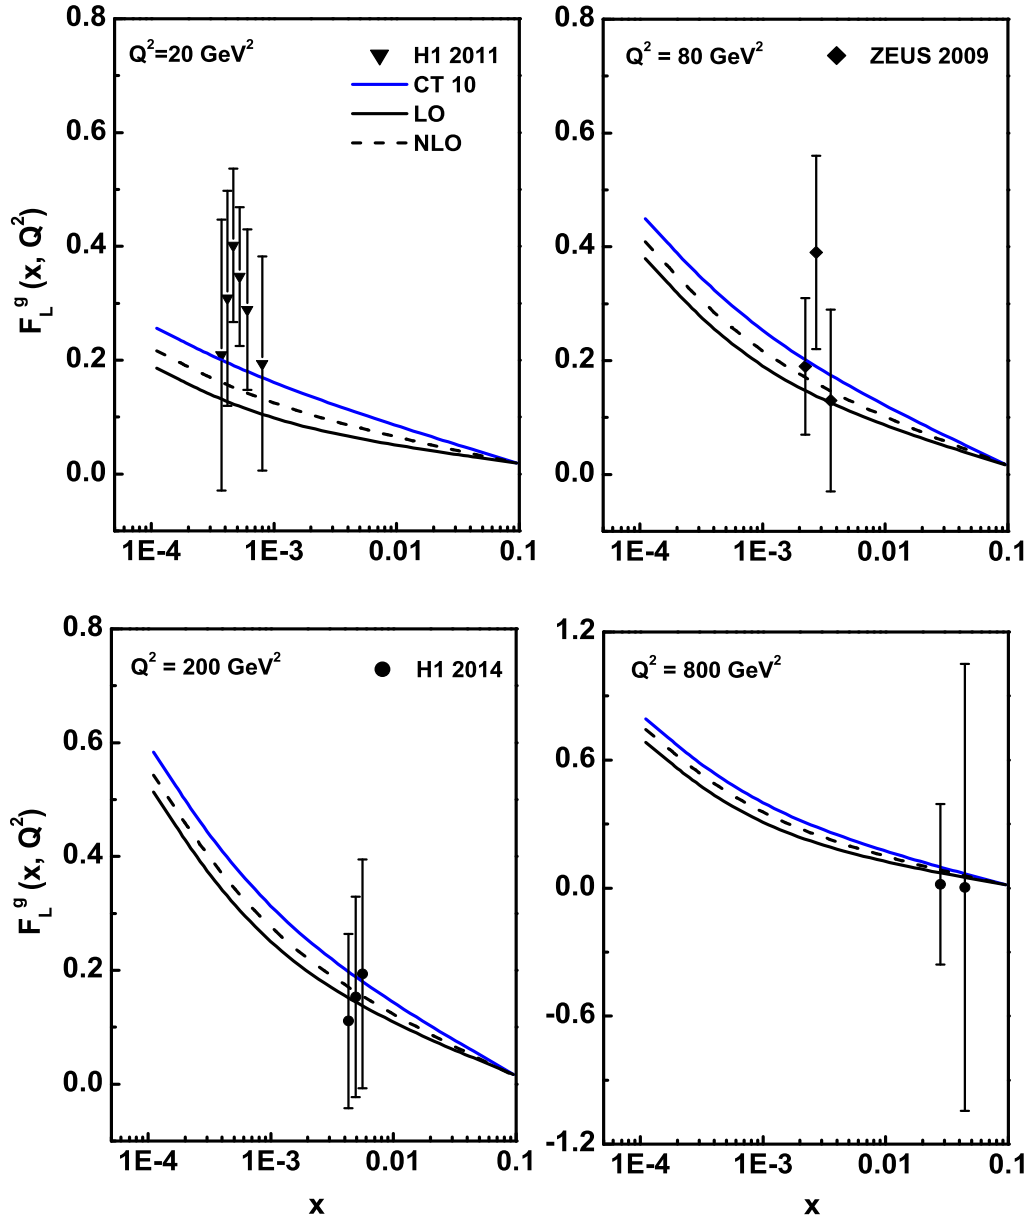 0.8
Q²=20 GeV²
H1 2011
CT 10
LO
NLO
0.6
0.4
0.2
0.0
F_L^g (x, Q²)
1E-4 1E-3 0.01 0.1
0.8
Q² = 80 GeV²
ZEUS 2009
0.6
0.4
0.2
0.0
1E-4 1E-3 0.01 0.1
0.8
Q² = 200 GeV²
H1 2014
0.6
0.4
0.2
0.0
F_L^g (x, Q²)
1E-4 1E-3 0.01 0.1
x
1.2
Q² = 800 GeV²
0.6
0.0
-0.6
-1.2
1E-4 1E-3 0.01 0.1
x